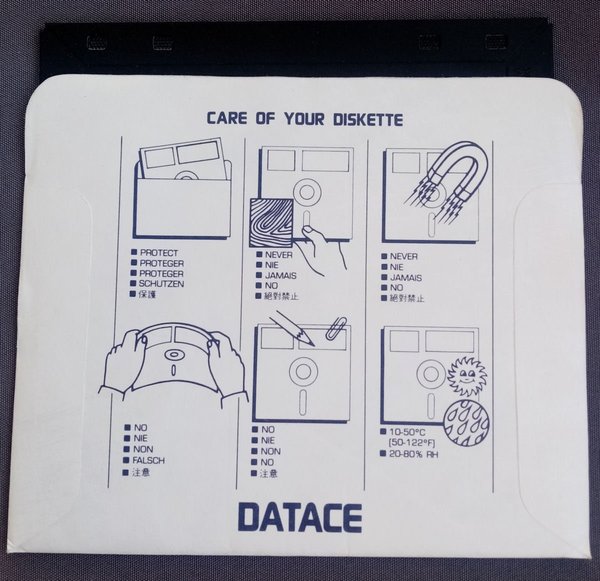 CARE OF YOUR DISKETTE
PROTECT
PROTEGER
PROTEGER
SCHUTZEN
保護
NEVER
NIE
JAMAIS
NO
絕對禁止
NEVER
NIE
JAMAIS
NO
絕對禁止
NO
NIE
NON
FALSCH
注意
NO
NIE
NON
NO
注意
10-50°C
[50-122°F]
20-80% RH
DATACE